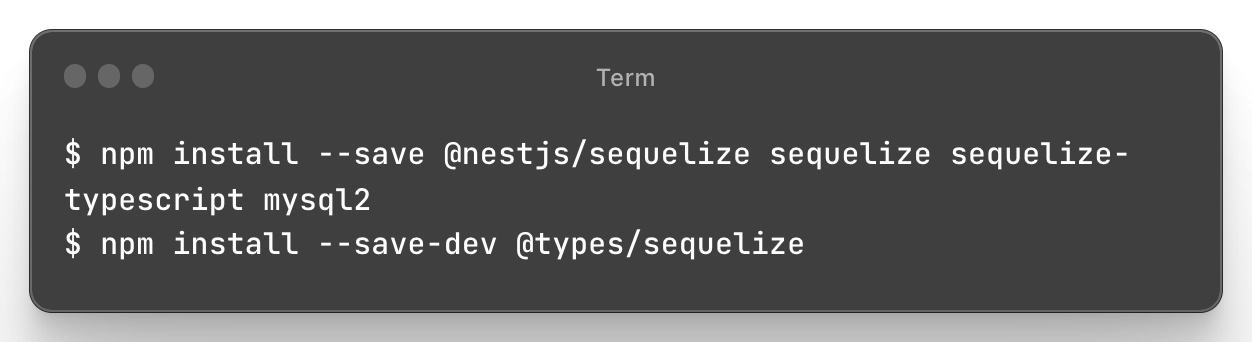 Term
$ npm install --save @nestjs/sequelize sequelize sequelize-
typescript mysql2
$ npm install --save-dev @types/sequelize